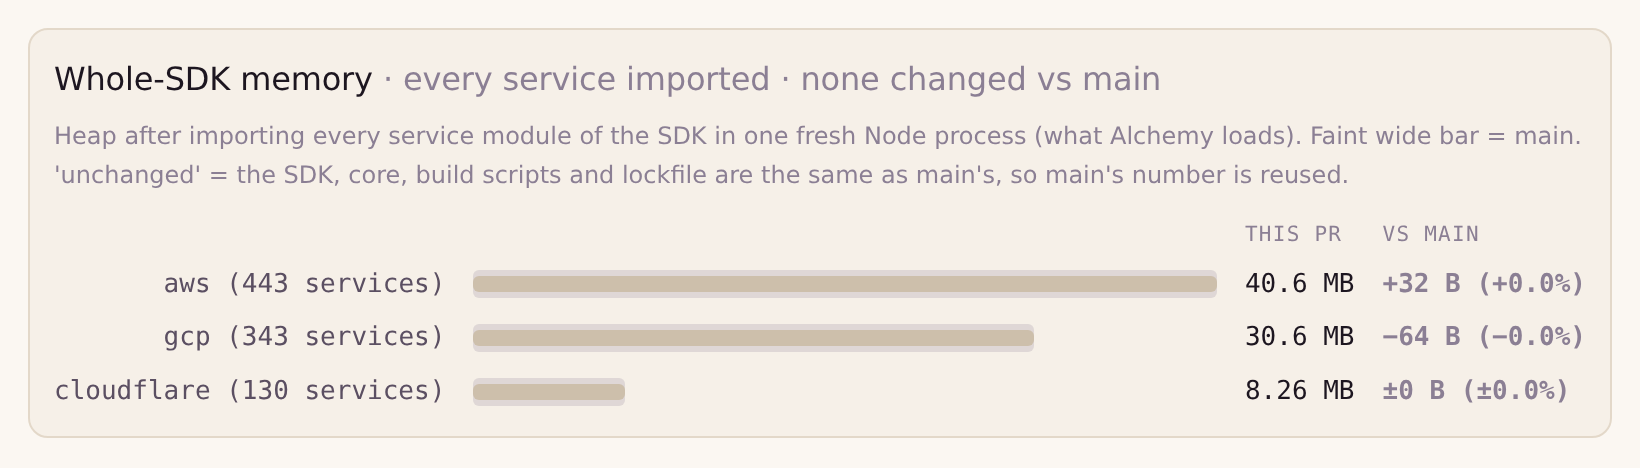 Whole-SDK memory · every service imported · none changed vs main
Heap after importing every service module of the SDK in one fresh Node process (what Alchemy loads). Faint wide bar = main.
'unchanged' = the SDK, core, build scripts and lockfile are the same as main's, so main's number is reused.
THIS PR VS MAIN
aws (443 services) 40.6 MB +32 B (+0.0%)
gcp (343 services) 30.6 MB −64 B (−0.0%)
cloudflare (130 services) 8.26 MB ±0 B (±0.0%)